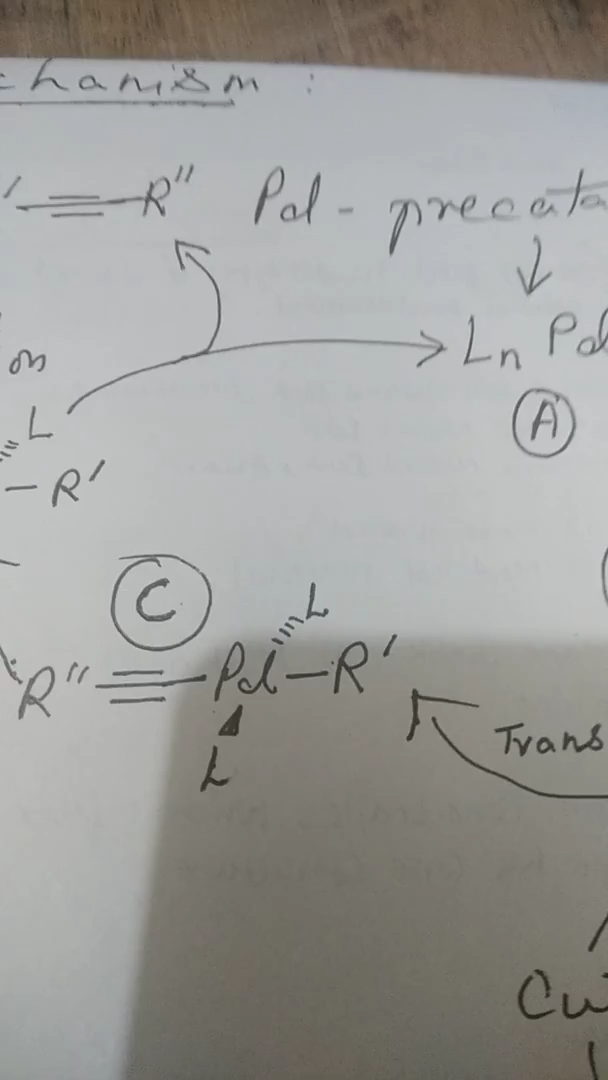 chanism :
′ ≡ R″ Pd - precata
Ln Pd
on
L
A
– R′
C
L
R″ ≡ Pd – R′
Trans
L
Cu